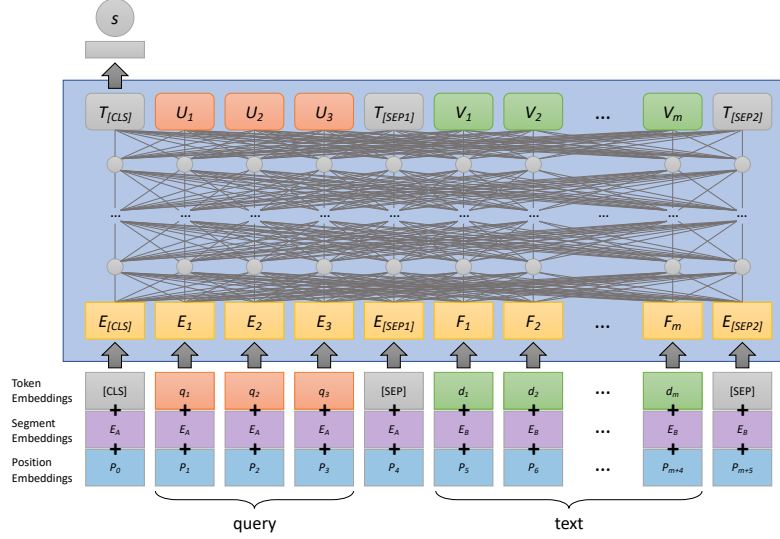 s
T[CLS] U1 U2 U3 T[SEP1] V1 V2 ... Vm T[SEP2]
... ... ... ... ... ... ... ... ...
E[CLS] E1 E2 E3 E[SEP1] F1 F2 ... Fm E[SEP2]
Token Embeddings [CLS] q1 q2 q3 [SEP] d1 d2 ... dm [SEP]
+ + + + + + + + +
Segment Embeddings EA EA EA EA EA EB EB ... EB EB
+ + + + + + + + +
Position Embeddings P0 P1 P2 P3 P4 P5 P6 ... Pm+4 Pm+5
query text